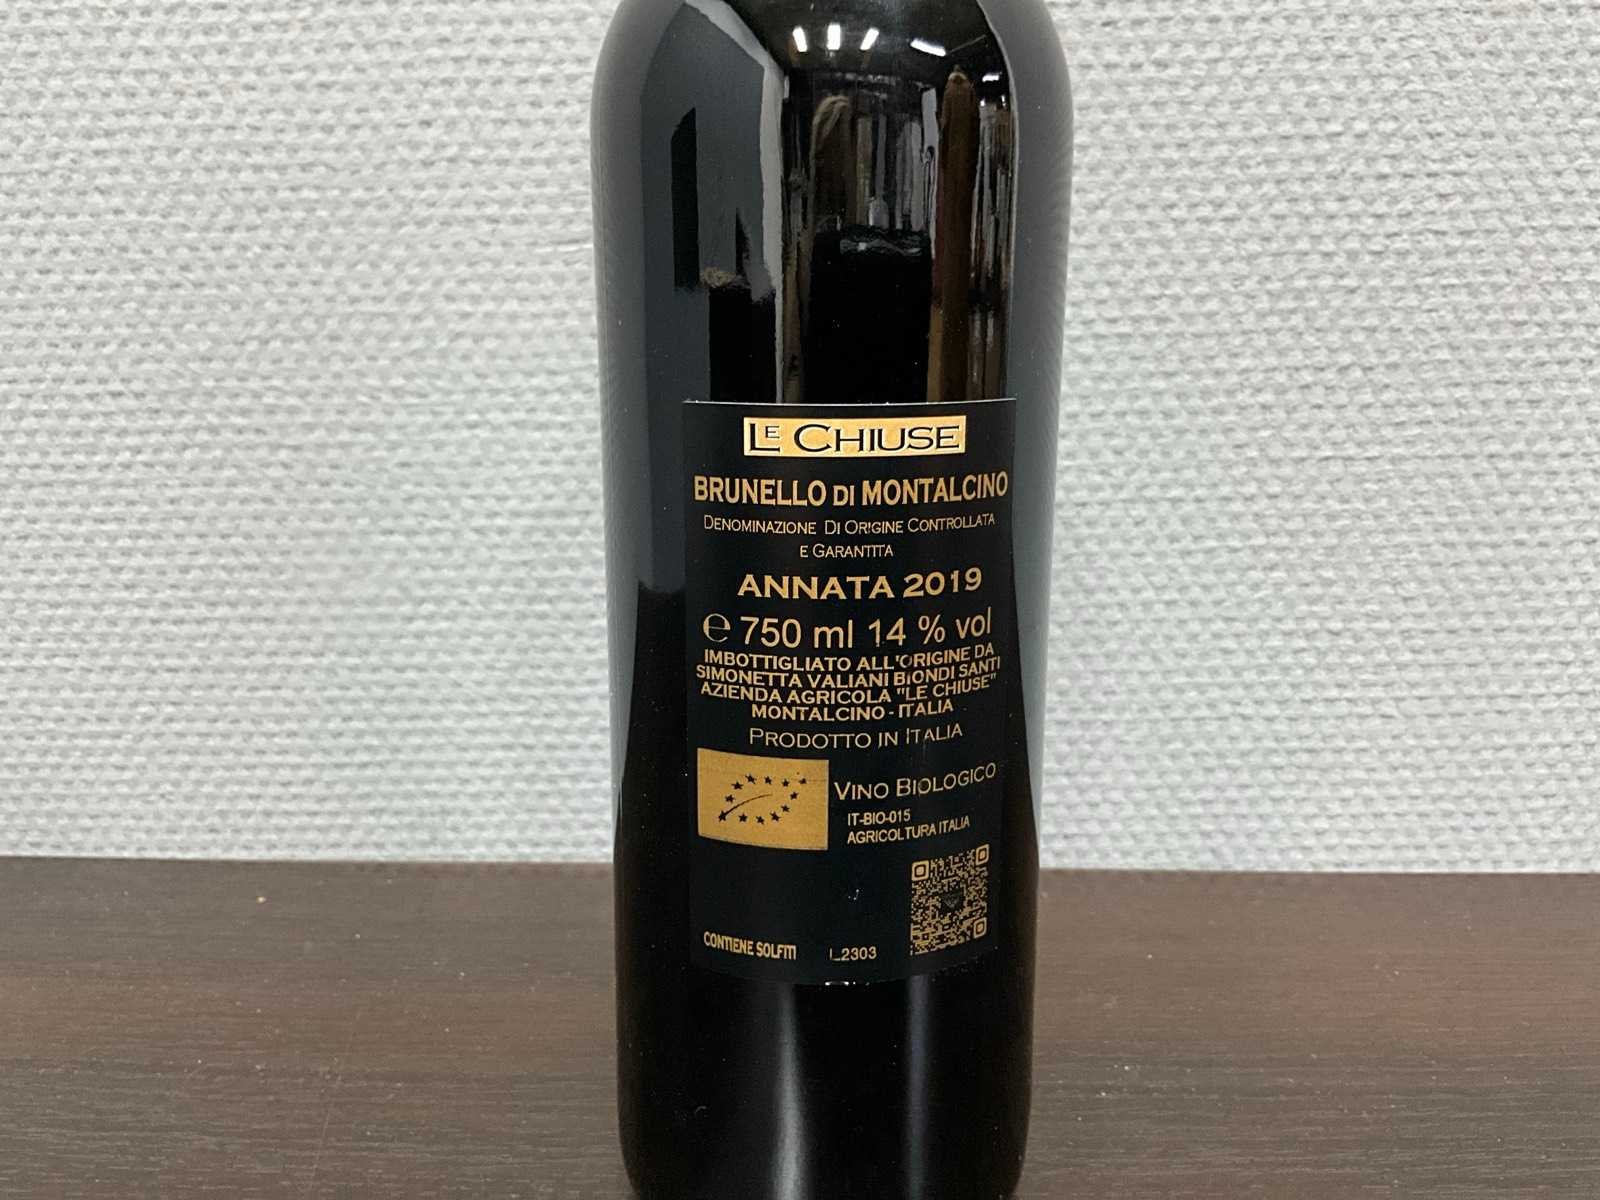 LE CHIUSE
BRUNELLO DI MONTALCINO
DENOMINAZIONE DI ORIGINE CONTROLLATA
E GARANTITA
ANNATA 2019
℮ 750 ml 14 % vol
IMBOTTIGLIATO ALL'ORIGINE DA
SIMONETTA VALIANI BIONDI SANTI
AZIENDA AGRICOLA "LE CHIUSE"
MONTALCINO - ITALIA
PRODOTTO IN ITALIA
VINO BIOLOGICO
IT-BIO-015
AGRICOLTURA ITALIA
CONTIENE SOLFITI L2303